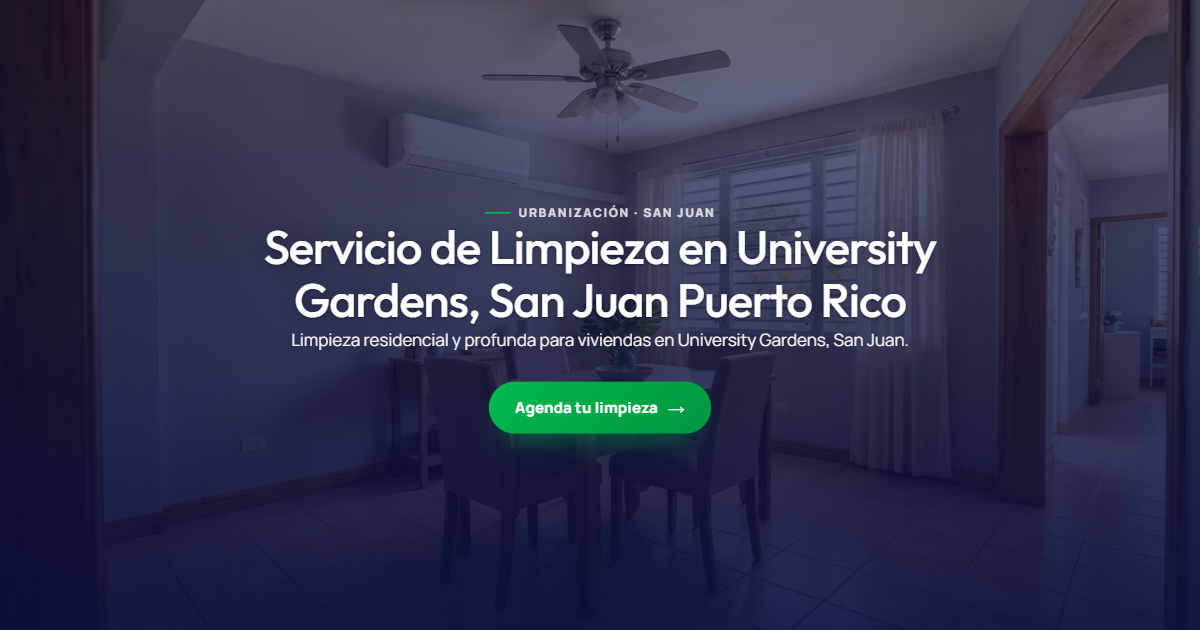 URBANIZACIÓN · SAN JUAN
Servicio de Limpieza en University
Gardens, San Juan Puerto Rico
Limpieza residencial y profunda para viviendas en University Gardens, San Juan.
Agenda tu limpieza →